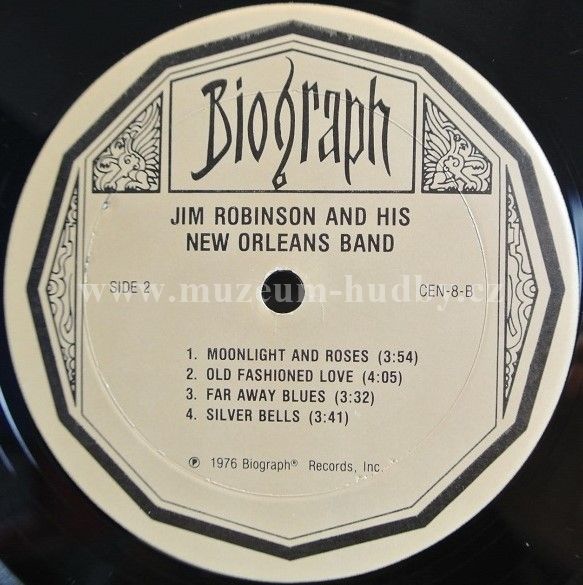 Biograph
JIM ROBINSON AND HIS
NEW ORLEANS BAND
SIDE 2
CEN-8-B
www.muzeum-hudby.cz
1. MOONLIGHT AND ROSES (3:54)
2. OLD FASHIONED LOVE (4:05)
3. FAR AWAY BLUES (3:32)
4. SILVER BELLS (3:41)
℗ 1976 Biograph® Records, Inc.